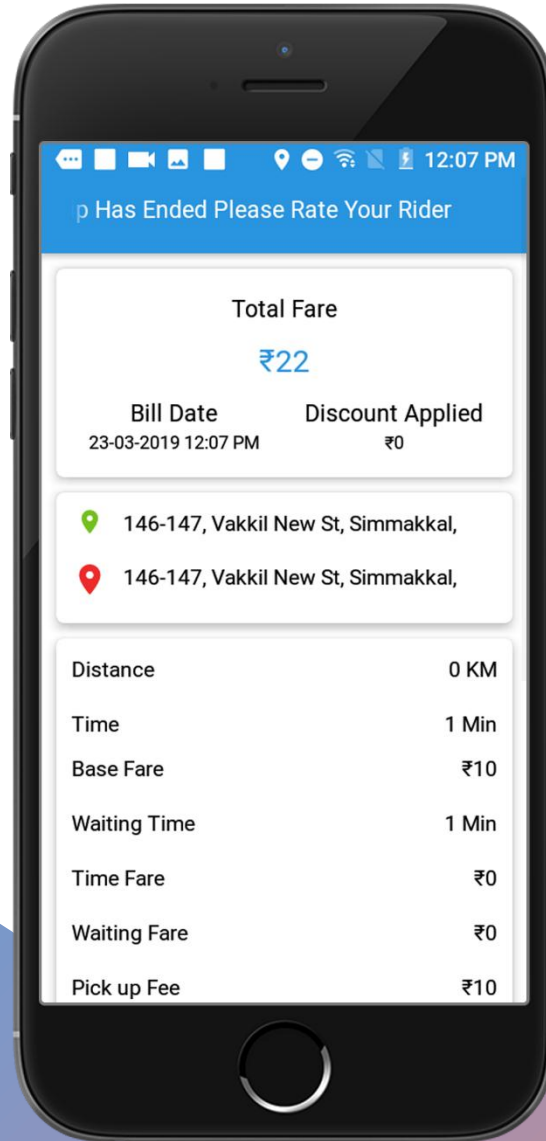 12:07 PM
p Has Ended Please Rate Your Rider
Total Fare
₹22
Bill Date Discount Applied
23-03-2019 12:07 PM ₹0
146-147, Vakkil New St, Simmakkal,
146-147, Vakkil New St, Simmakkal,
Distance 0 KM
Time 1 Min
Base Fare ₹10
Waiting Time 1 Min
Time Fare ₹0
Waiting Fare ₹0
Pick up Fee ₹10